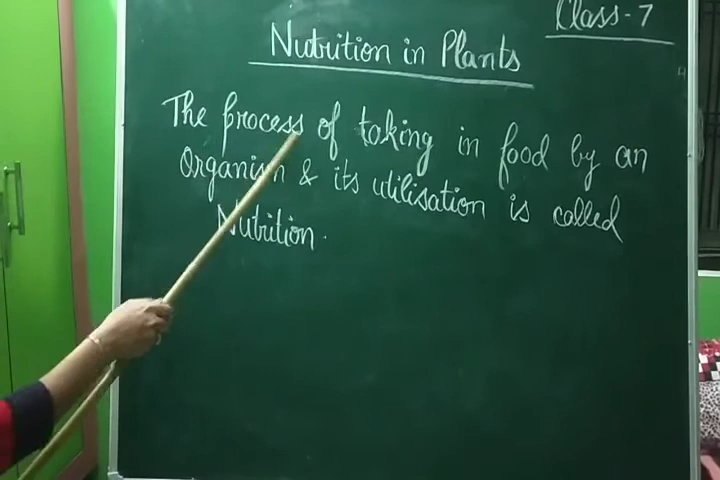 Class-7
Nutrition in Plants
The process of taking in food by an
Organism & its utilisation is called
Nutrition.